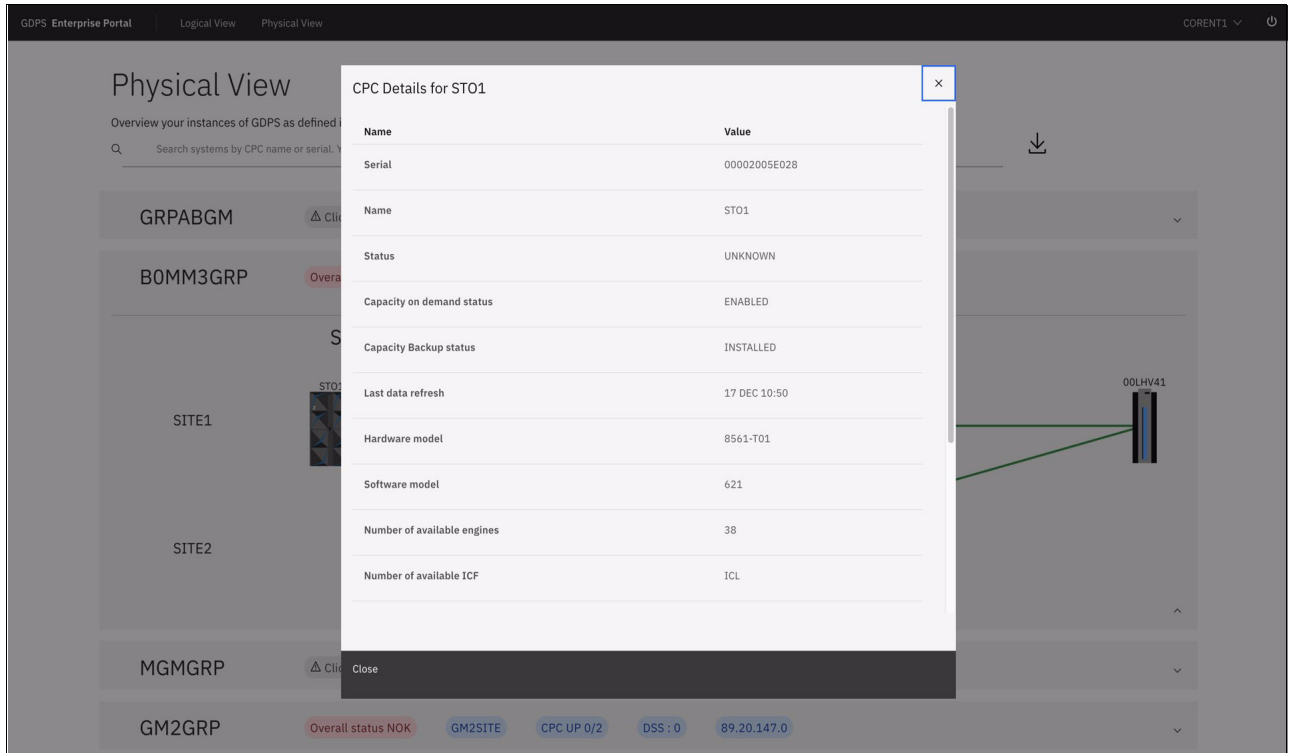 GDPS Enterprise Portal Logical View Physical View CORENT1
Physical View
Overview your instances of GDPS as defined
Search systems by CPC name or serial.
GRPABGM
B0MM3GRP
STO1
00LHV41
SITE1
SITE2
MGMGRP
GM2GRP Overall status NOK GM2SITE CPC UP 0/2 DSS : 0 89.20.147.0
CPC Details for STO1
Name Value
Serial 00002005E028
Name STO1
Status UNKNOWN
Capacity on demand status ENABLED
Capacity Backup status INSTALLED
Last data refresh 17 DEC 10:50
Hardware model 8561-T01
Software model 621
Number of available engines 38
Number of available ICF ICL
Close